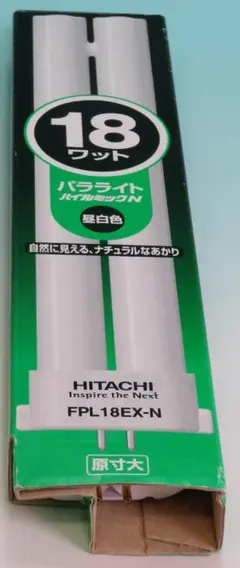 18
ワット
パラライト
ハイルミックN
昼白色
自然に見える、ナチュラルなあかり
HITACHI
Inspire the Next
FPL18EX-N
原寸大